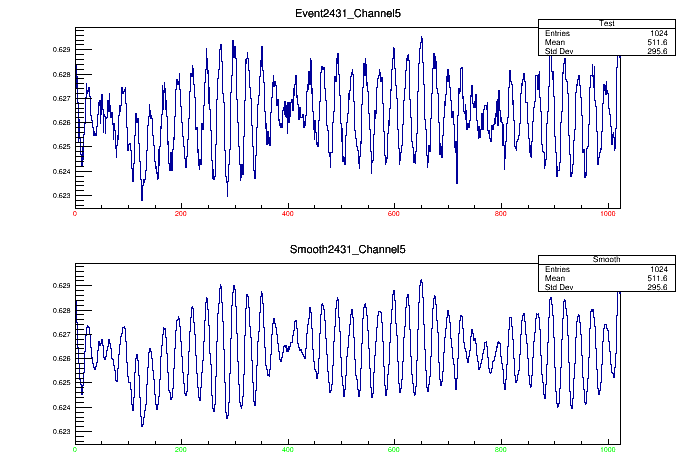 Event2431_Channel5
Test
Entries 1024
Mean 511.6
Std Dev 295.6
0.629
0.628
0.627
0.626
0.625
0.624
0.623
0 200 400 600 800 1000
Smooth2431_Channel5
Smooth
Entries 1024
Mean 511.6
Std Dev 295.6
0.629
0.628
0.627
0.626
0.625
0.624
0.623
0 200 400 600 800 1000